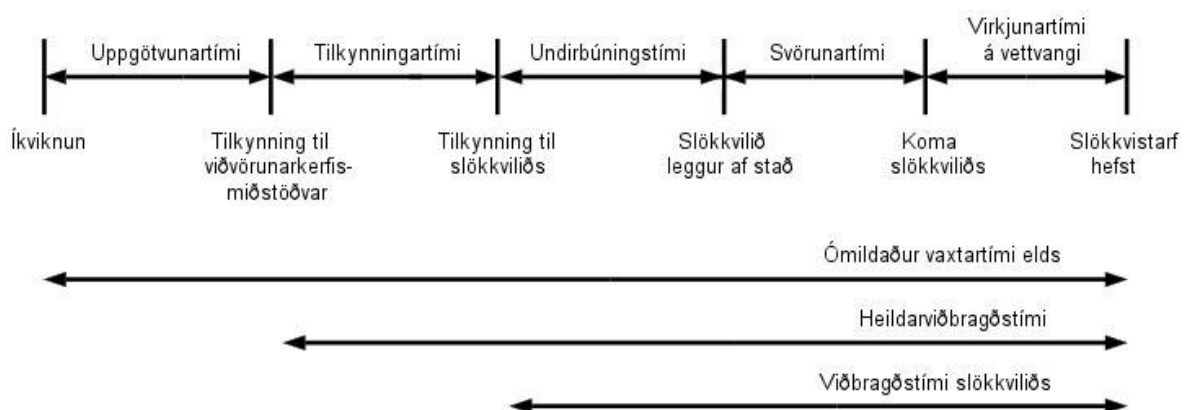 Uppgötvunartími
Tilkynningartími
Undirbúningstími
Svörunartími
Virkjunartími
á vettvangi
Íkviknun
Tilkynning til
viðvörunarkerfis-
miðstöðvar
Tilkynning til
slökkviliðs
Slökkvilið
leggur af stað
Koma
slökkviliðs
Slökkvistarf
hefst
Ómildaður vaxtartími elds
Heildarviðbragðstími
Viðbragðstími slökkviliðs